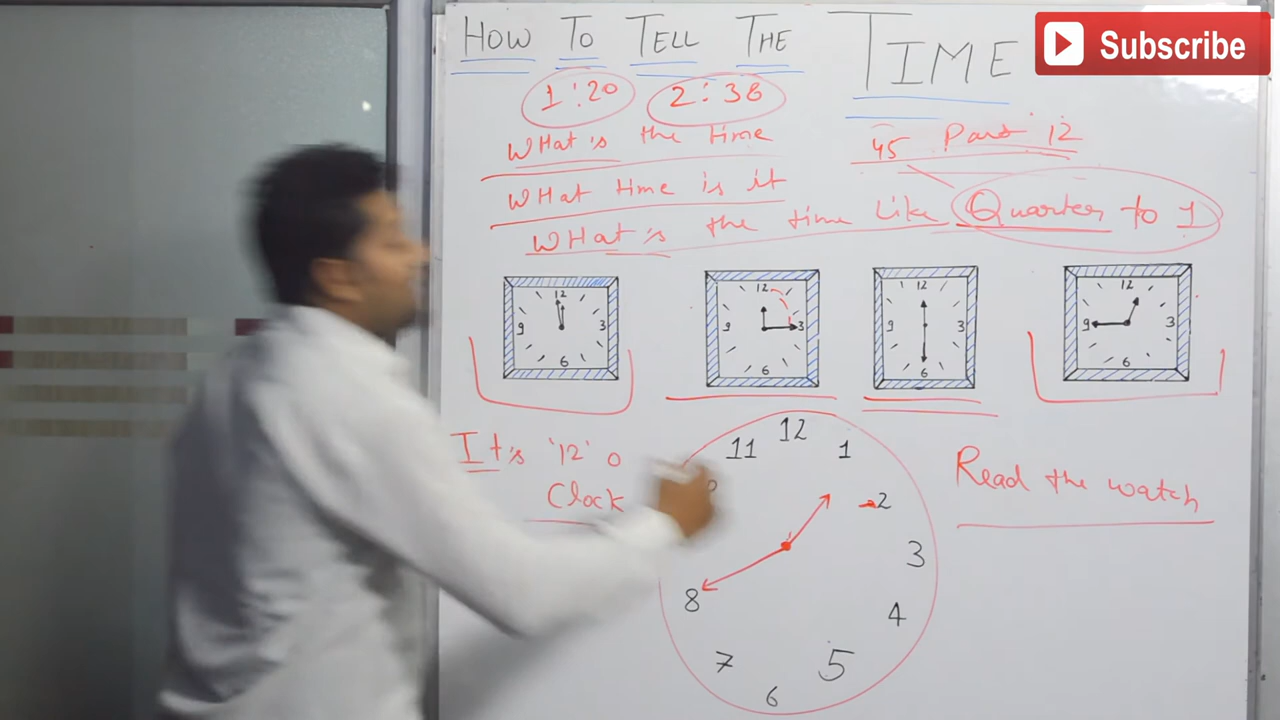 HOW TO TELL THE TIME
Subscribe
1:20 2:38
WHat is the time
45 Past 12
WHat time is it
WHat is the time like Quarter to 1
12
9 3
6
12
9 3
6
12
9 3
6
12
9 3
6
It's '12' o
Clock
Read the watch
12
11 1
2
3
8 4
7 5
6